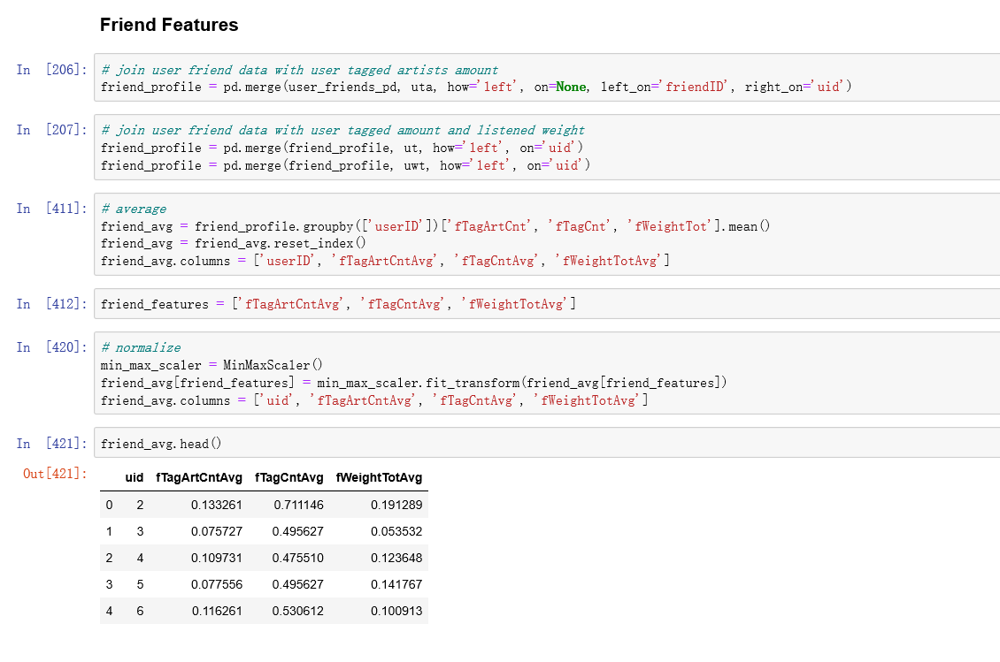 Friend Features
In [206]:
# join user friend data with user tagged artists amount
friend_profile = pd.merge(user_friends_pd, uta, how='left', on=None, left_on='friendID', right_on='uid')
In [207]:
# join user friend data with user tagged amount and listened weight
friend_profile = pd.merge(friend_profile, ut, how='left', on='uid')
friend_profile = pd.merge(friend_profile, uwt, how='left', on='uid')
In [411]:
# average
friend_avg = friend_profile.groupby(['userID'])['fTagArtCnt', 'fTagCnt', 'fWeightTot'].mean()
friend_avg = friend_avg.reset_index()
friend_avg.columns = ['userID', 'fTagArtCntAvg', 'fTagCntAvg', 'fWeightTotAvg']
In [412]:
friend_features = ['fTagArtCntAvg', 'fTagCntAvg', 'fWeightTotAvg']
In [420]:
# normalize
min_max_scaler = MinMaxScaler()
friend_avg[friend_features] = min_max_scaler.fit_transform(friend_avg[friend_features])
friend_avg.columns = ['uid', 'fTagArtCntAvg', 'fTagCntAvg', 'fWeightTotAvg']
In [421]:
friend_avg.head()
Out[421]:
uid fTagArtCntAvg fTagCntAvg fWeightTotAvg
0 2 0.133261 0.711146 0.191289
1 3 0.075727 0.495627 0.053532
2 4 0.109731 0.475510 0.123648
3 5 0.077556 0.495627 0.141767
4 6 0.116261 0.530612 0.100913